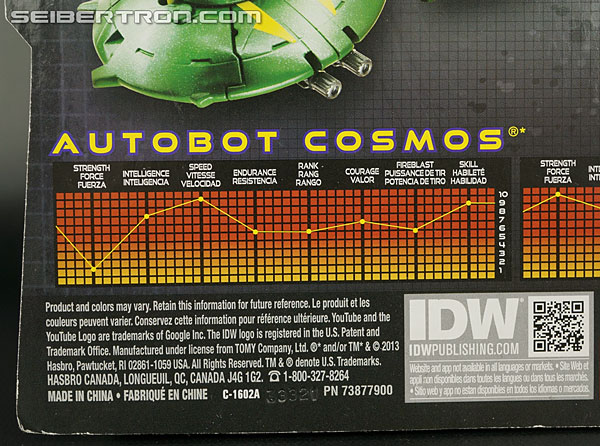 SEIBERTRON.COM
AUTOBOT COSMOS®*
STRENGTH FORCE FUERZA
INTELLIGENCE INTELIGENCIA
SPEED VITESSE VELOCIDAD
ENDURANCE RESISTENCIA
RANK RANG RANGO
COURAGE VALOR
FIREBLAST PUISSANCE DE TIR POTENCIA DE TIRO
SKILL HABILETÉ HABILIDAD
STRENGTH FORCE FUERZA
10
9
8
7
6
5
4
3
2
1
Product and colors may vary. Retain this information for future reference. Le produit et les
couleurs peuvent varier. Conservez cette information pour référence ultérieure. YouTube and the
YouTube Logo are trademarks of Google Inc. The IDW logo is registered in the U.S. Patent and
Trademark Office. Manufactured under license from TOMY Company, Ltd. ®* and/or TM* & © 2013
Hasbro, Pawtucket, RI 02861-1059 USA. All Rights Reserved. TM & ® denote U.S. Trademarks.
HASBRO CANADA, LONGUEUIL, QC, CANADA J4G 1G2. ☎ 1-800-327-8264
MADE IN CHINA • FABRIQUÉ EN CHINE C-1602A PN 73877900
IDW
IDWPUBLISHING.COM
Website and app not available in all languages or markets. • Site Web et
appli non disponibles dans toutes les langues ou dans tous les marchés.
• Sitio web y app no están disponibles en todos los idiomas o mercados.